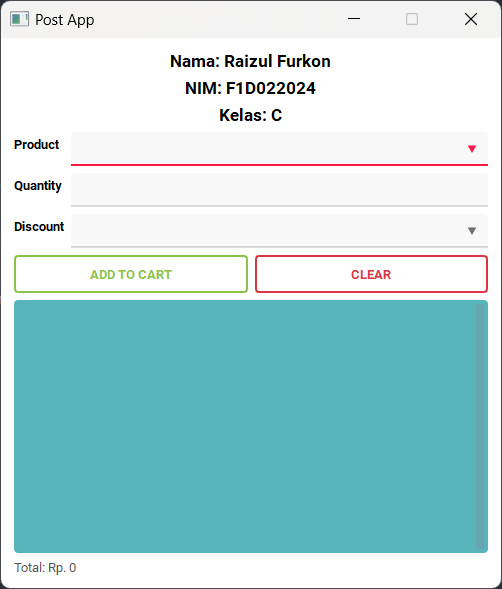 Post App
Nama: Raizul Furkon
NIM: F1D022024
Kelas: C
Product
Quantity
Discount
ADD TO CART
CLEAR
Total: Rp. 0